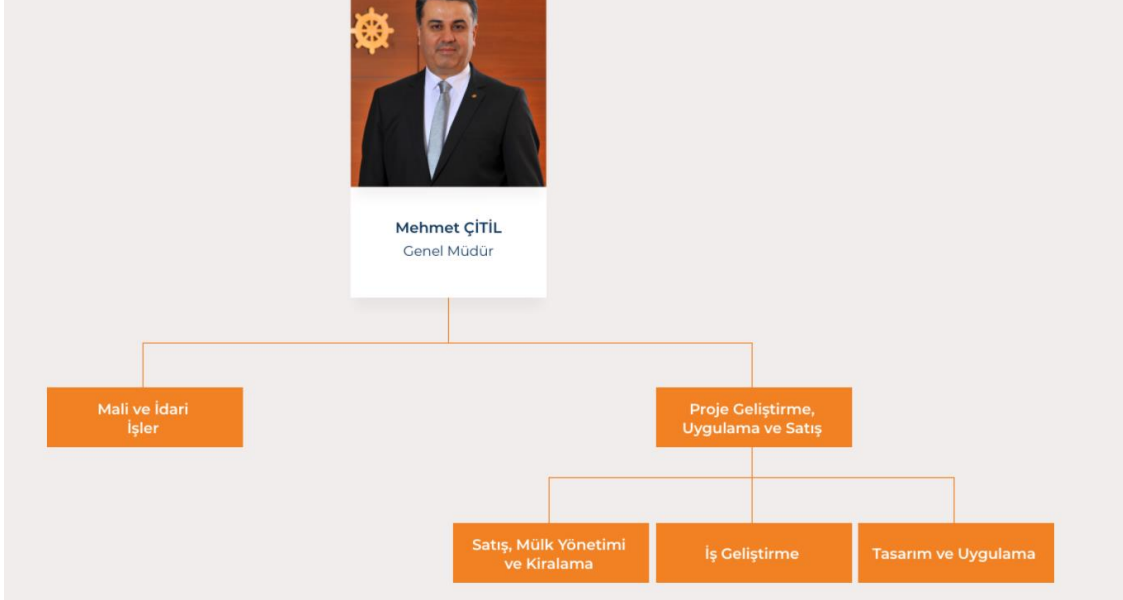 Mehmet ÇİTİL
Genel Müdür
Mali ve İdari
İşler
Proje Geliştirme,
Uygulama ve Satış
Satış, Mülk Yönetimi
ve Kiralama
İş Geliştirme
Tasarım ve Uygulama